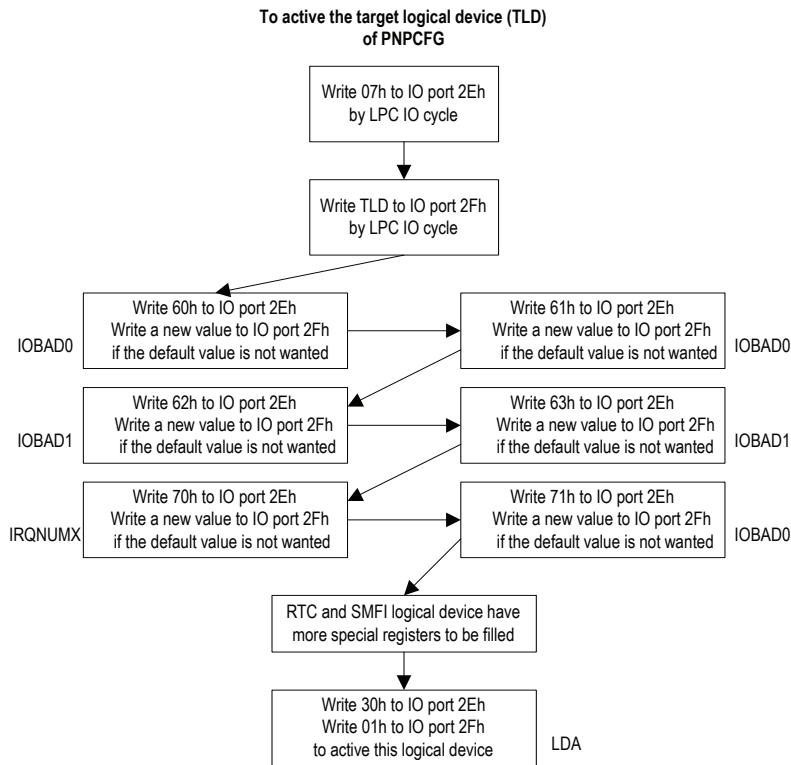 To active the target logical device (TLD)
of PNPCFG
Write 07h to IO port 2Eh
by LPC IO cycle
Write TLD to IO port 2Fh
by LPC IO cycle
IOBAD0
Write 60h to IO port 2Eh
Write a new value to IO port 2Fh
if the default value is not wanted
Write 61h to IO port 2Eh
Write a new value to IO port 2Fh
if the default value is not wanted
IOBAD0
IOBAD1
Write 62h to IO port 2Eh
Write a new value to IO port 2Fh
if the default value is not wanted
Write 63h to IO port 2Eh
Write a new value to IO port 2Fh
if the default value is not wanted
IOBAD1
IRQNUMX
Write 70h to IO port 2Eh
Write a new value to IO port 2Fh
if the default value is not wanted
Write 71h to IO port 2Eh
Write a new value to IO port 2Fh
if the default value is not wanted
IOBAD0
RTC and SMFI logical device have
more special registers to be filled
Write 30h to IO port 2Eh
Write 01h to IO port 2Fh
to active this logical device
LDA